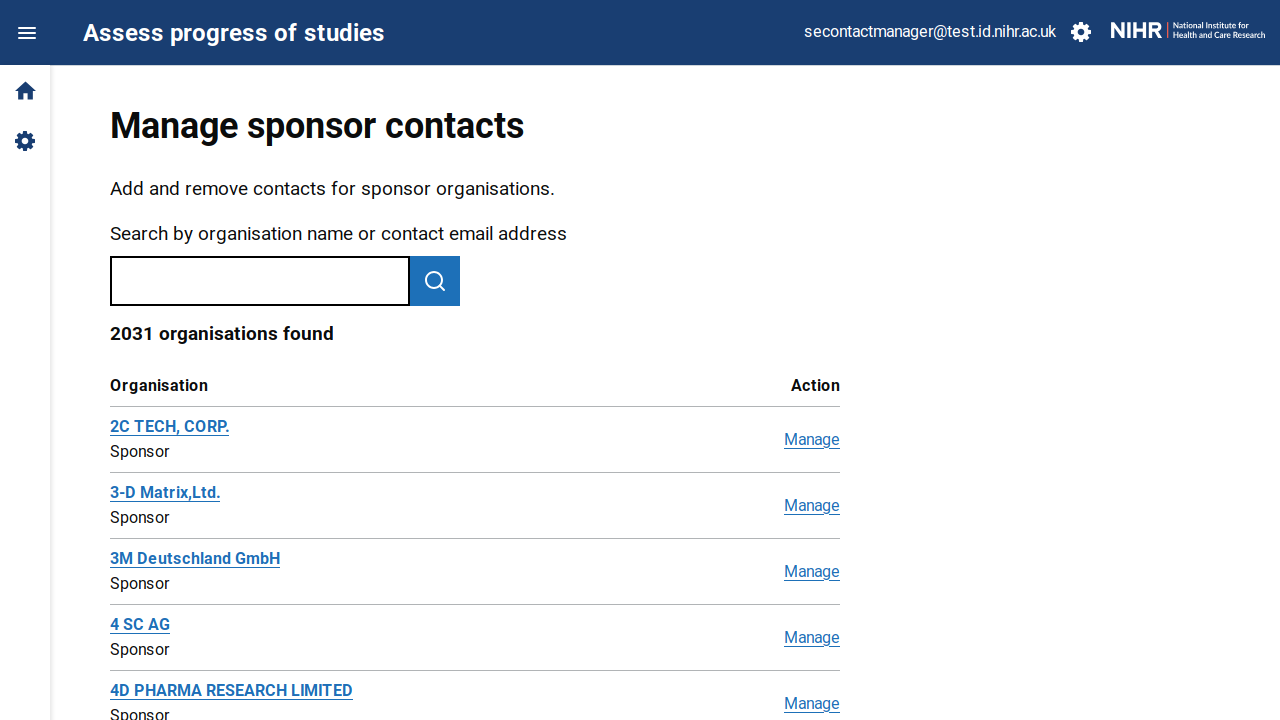 Assess progress of studies
secontactmanager@test.id.nihr.ac.uk
NIHR | National Institute for
Health and Care Research
Manage sponsor contacts
Add and remove contacts for sponsor organisations.
Search by organisation name or contact email address
2031 organisations found
Organisation Action
2C TECH, CORP.
Sponsor
Manage
3-D Matrix,Ltd.
Sponsor
Manage
3M Deutschland GmbH
Sponsor
Manage
4 SC AG
Sponsor
Manage
4D PHARMA RESEARCH LIMITED
Sponsor
Manage